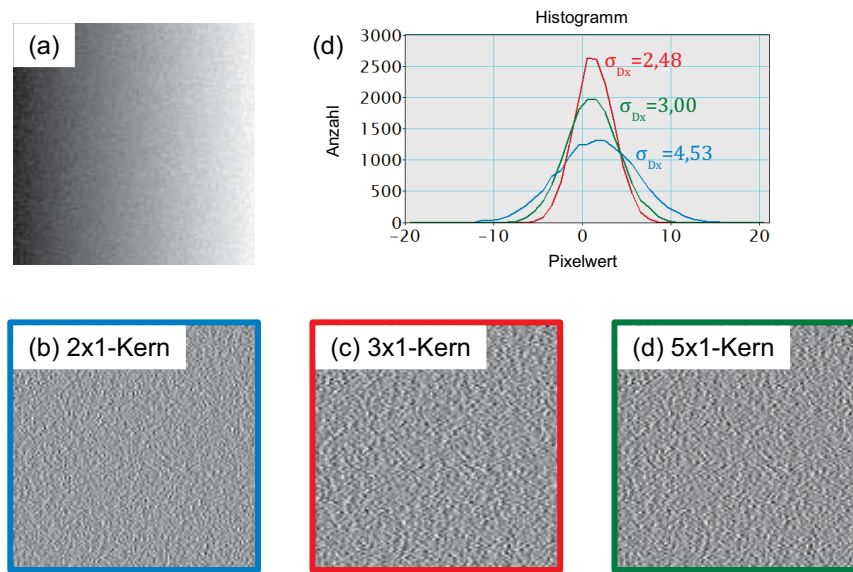 (a)
(d)
Histogramm
3000
2500
2000
1500
1000
500
0
Anzahl
σDx=2,48
σDx=3,00
σDx=4,53
−20
−10
0
10
20
Pixelwert
(b) 2x1-Kern
(c) 3x1-Kern
(d) 5x1-Kern